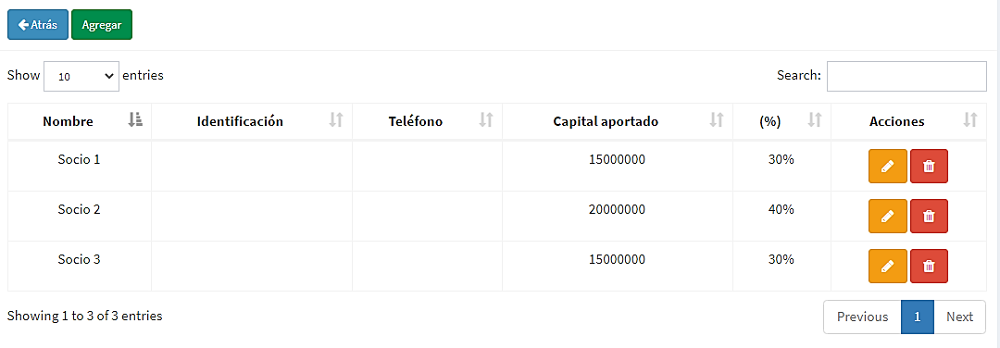 Atrás Agregar
Show 10 entries Search:
Nombre Identificación Teléfono Capital aportado (%) Acciones
Socio 1 15000000 30%
Socio 2 20000000 40%
Socio 3 15000000 30%
Showing 1 to 3 of 3 entries Previous 1 Next